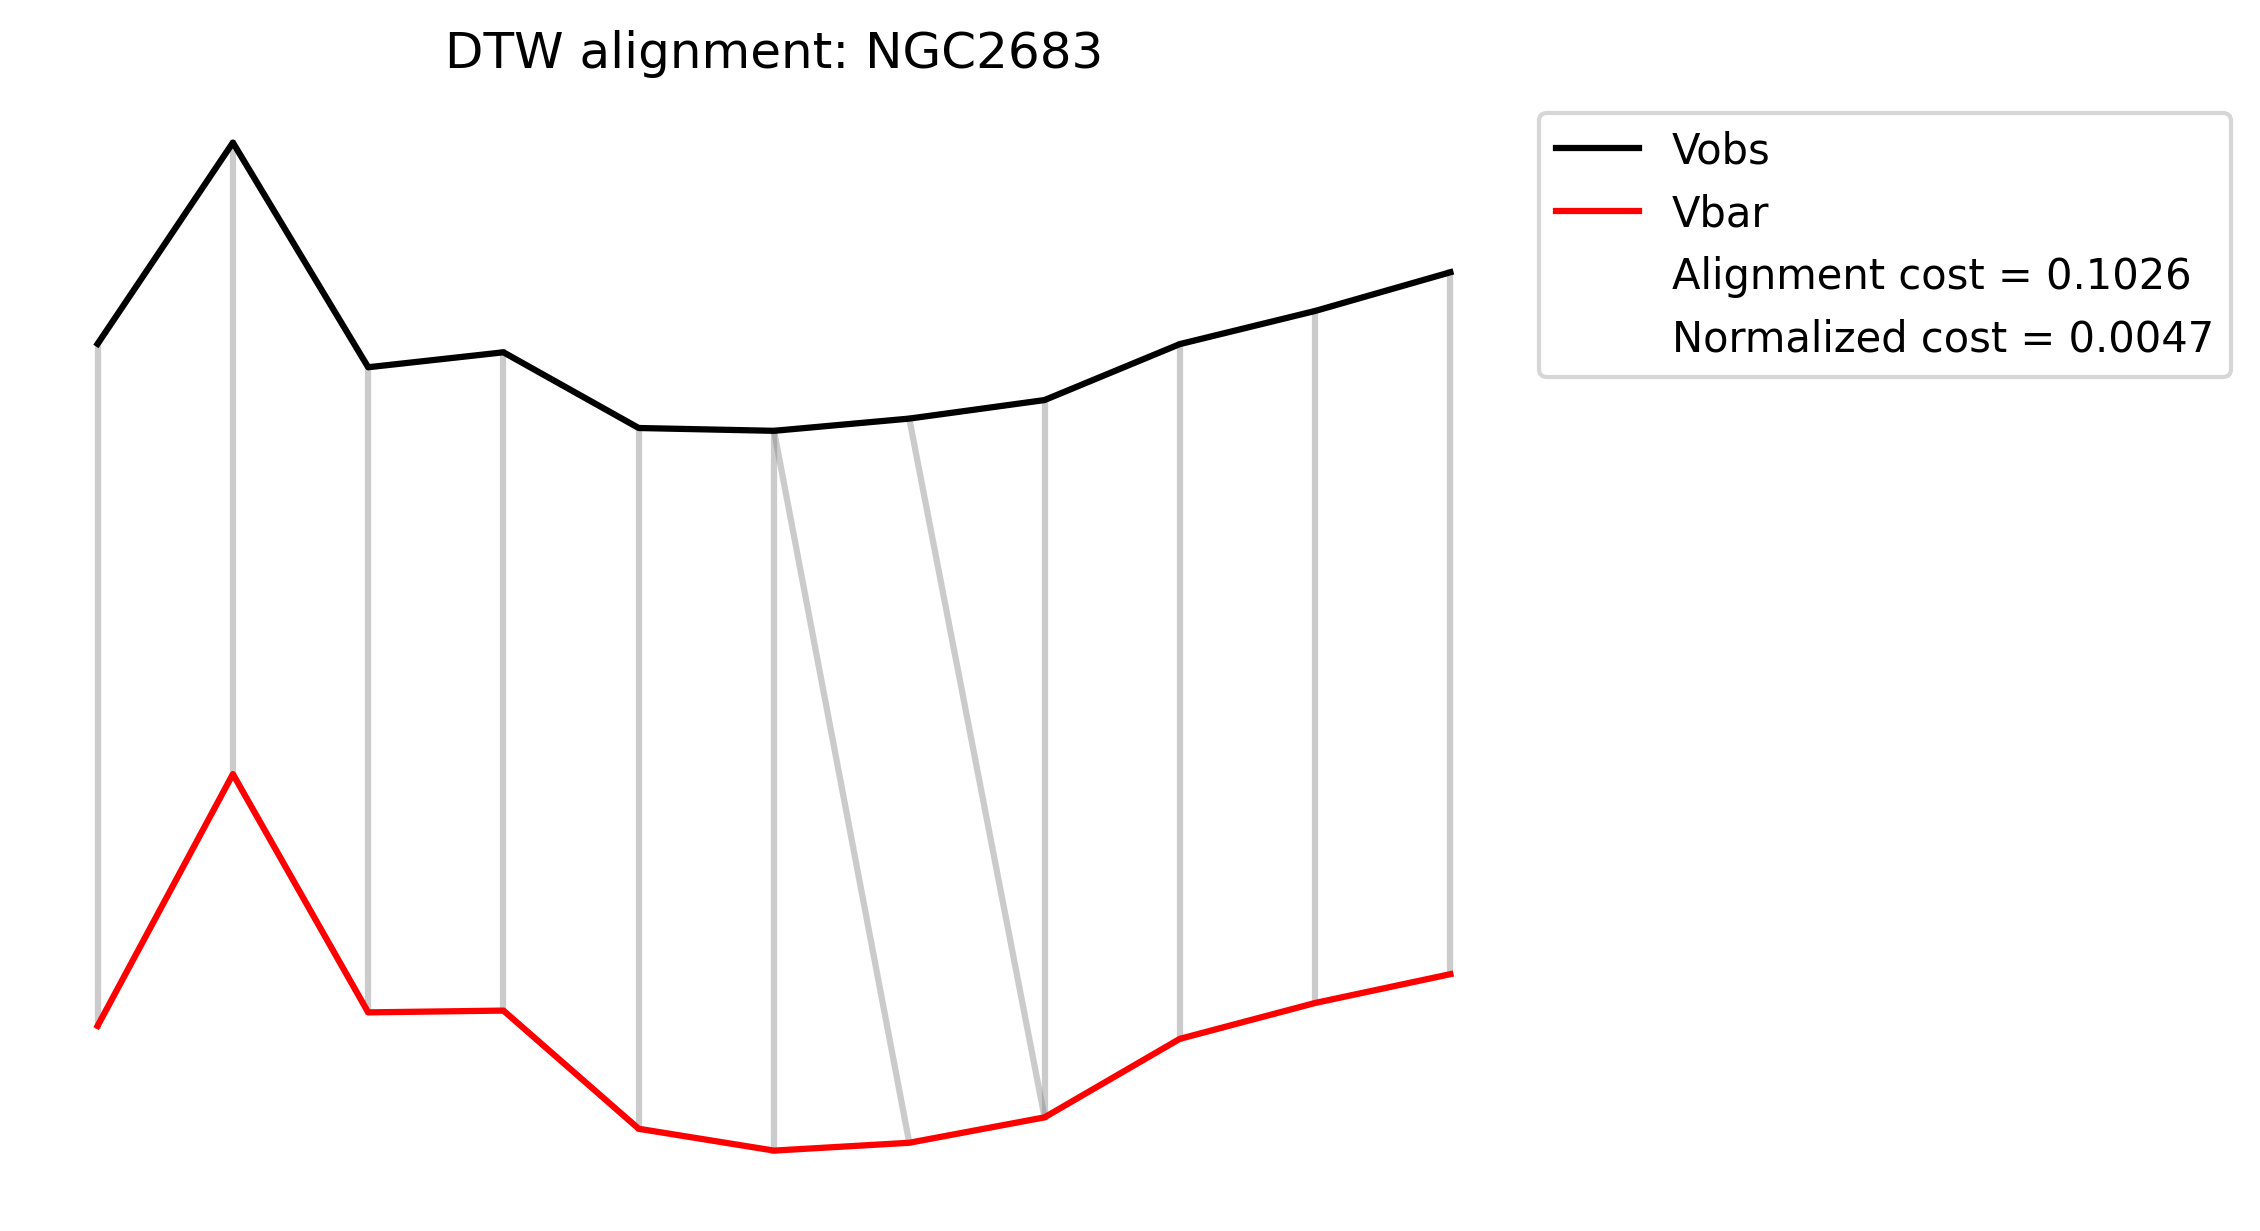 DTW alignment: NGC2683
Vobs
Vbar
Alignment cost = 0.1026
Normalized cost = 0.0047